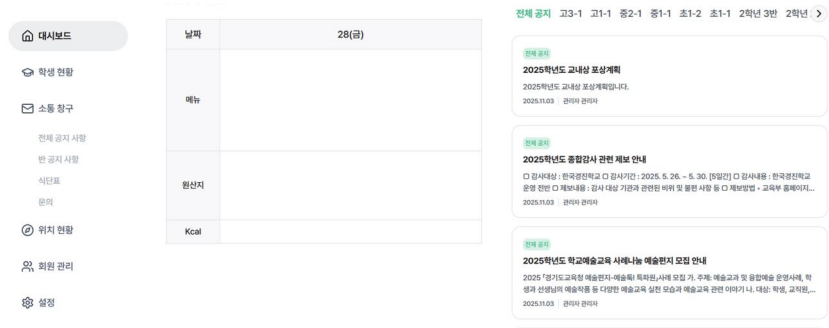 대시보드
학생 현황
소통 창구
전체 공지 사항
반 공지 사항
식단표
문의
위치 현황
회원 관리
설정
날짜 28(금)
메뉴
원산지
Kcal
전체 공지 고3-1 고1-1 중2-1 중1-1 초1-2 초1-1 2학년 3반 2학년
전체 공지
2025학년도 교내상 포상계획
2025학년도 교내상 포상계획입니다.
2025.11.03 관리자 관리자
전체 공지
2025학년도 종합감사 관련 제보 안내
▢ 감사대상 : 한국경진학교 ▢ 감사기간 : 2025. 5. 26. ~ 5. 30. [5일간] ▢ 감사내용 : 한국경진학교
운영 전반 ▢ 제보내용 : 감사 대상 기관과 관련된 비위 및 불편 사항 등 ▢ 제보방법 • 교육부 홈페이지...
2025.11.03 관리자 관리자
전체 공지
2025학년도 학교예술교육 사례나눔 예술편지 모집 안내
2025 「경기도교육청 예술편지-예술톡! 특파원」사례 모집 가. 주제: 예술교과 및 융합예술 운영사례, 학
생과 선생님의 예술작품 등 다양한 예술교육 실천 모습과 예술교육 관련 이야기 나. 대상: 학생, 교직원,...
2025.11.03 관리자 관리자